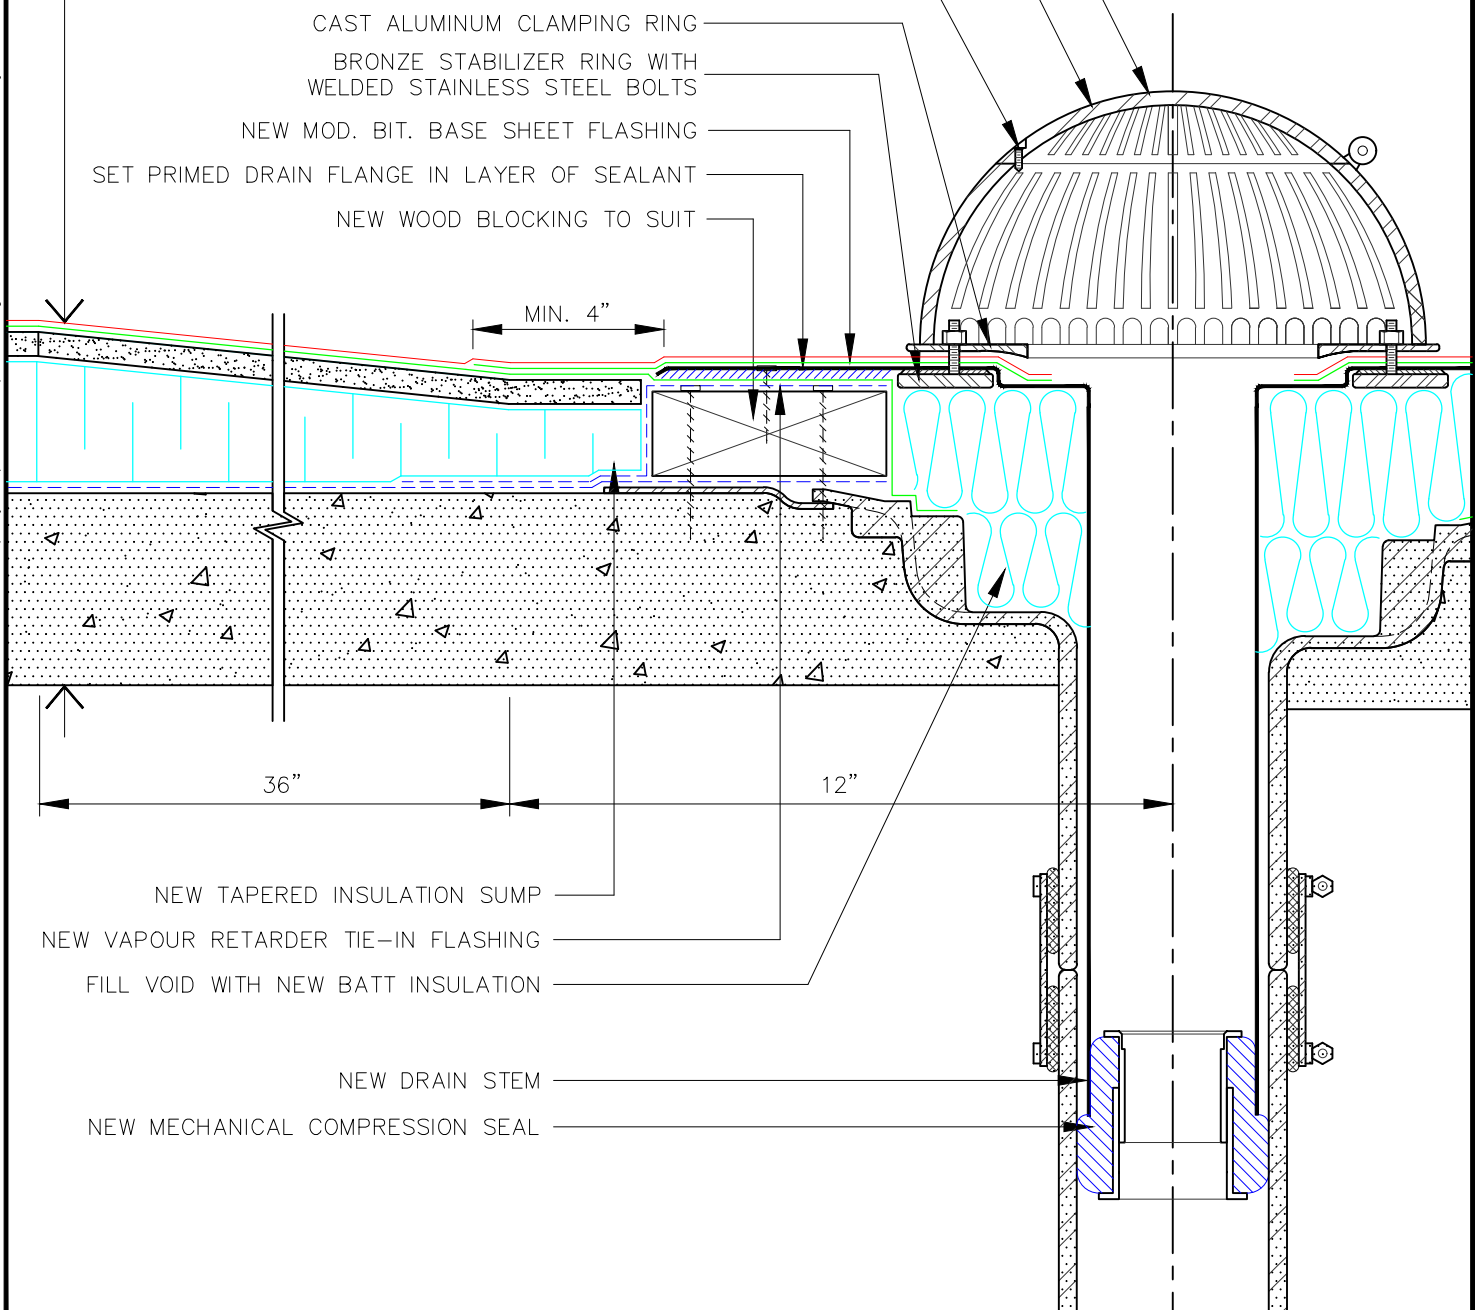 CAST ALUMINUM CLAMPING RING
BRONZE STABILIZER RING WITH
WELDED STAINLESS STEEL BOLTS
NEW MOD. BIT. BASE SHEET FLASHING
SET PRIMED DRAIN FLANGE IN LAYER OF SEALANT
NEW WOOD BLOCKING TO SUIT
MIN. 4”
36”
12”
NEW TAPERED INSULATION SUMP
NEW VAPOUR RETARDER TIE–IN FLASHING
FILL VOID WITH NEW BATT INSULATION
NEW DRAIN STEM
NEW MECHANICAL COMPRESSION SEAL